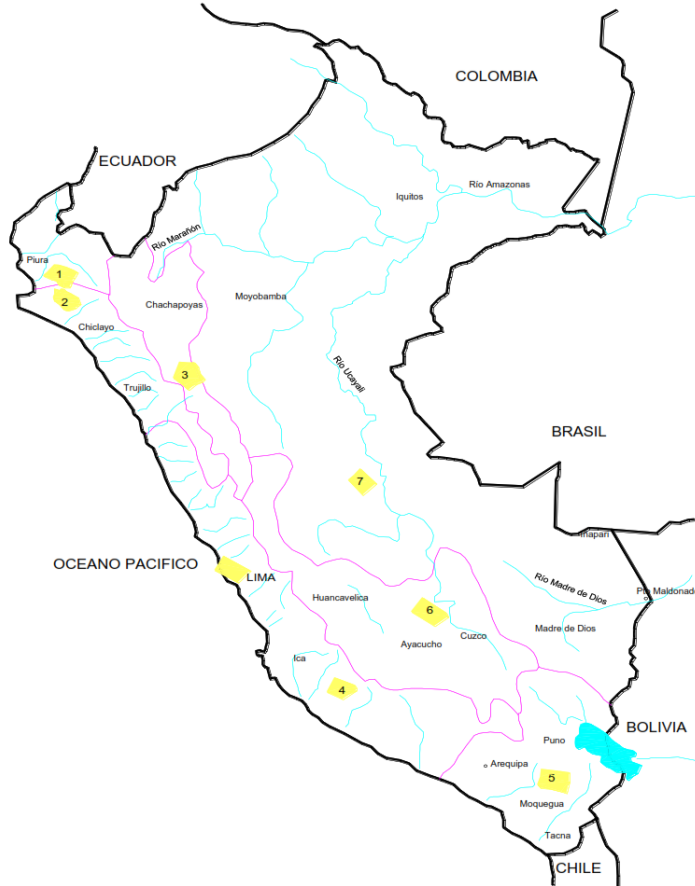 COLOMBIA
ECUADOR
Río Amazonas
Iquitos
Río Marañón
Piura
1
2
Chachapoyas
Moyobamba
Chiclayo
Río Ucayali
3
Trujillo
BRASIL
7
OCEANO PACIFICO
LIMA
Río Madre de Dios
Pto Maldonado
Huancavelica
6
Madre de Dios
Cuzco
Ayacucho
Ica
4
BOLIVIA
Puno
Arequipa
5
Moquegua
Tacna
CHILE